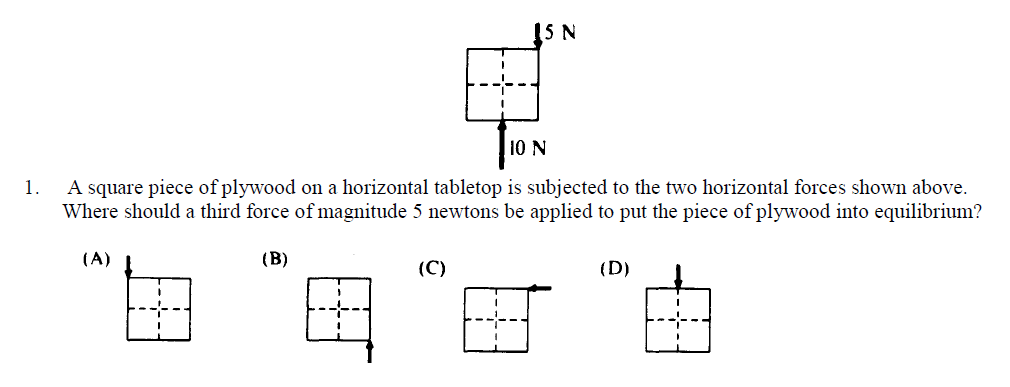 5 N
10 N
1. A square piece of plywood on a horizontal tabletop is subjected to the two horizontal forces shown above.
Where should a third force of magnitude 5 newtons be applied to put the piece of plywood into equilibrium?
(A) (B) (C) (D)